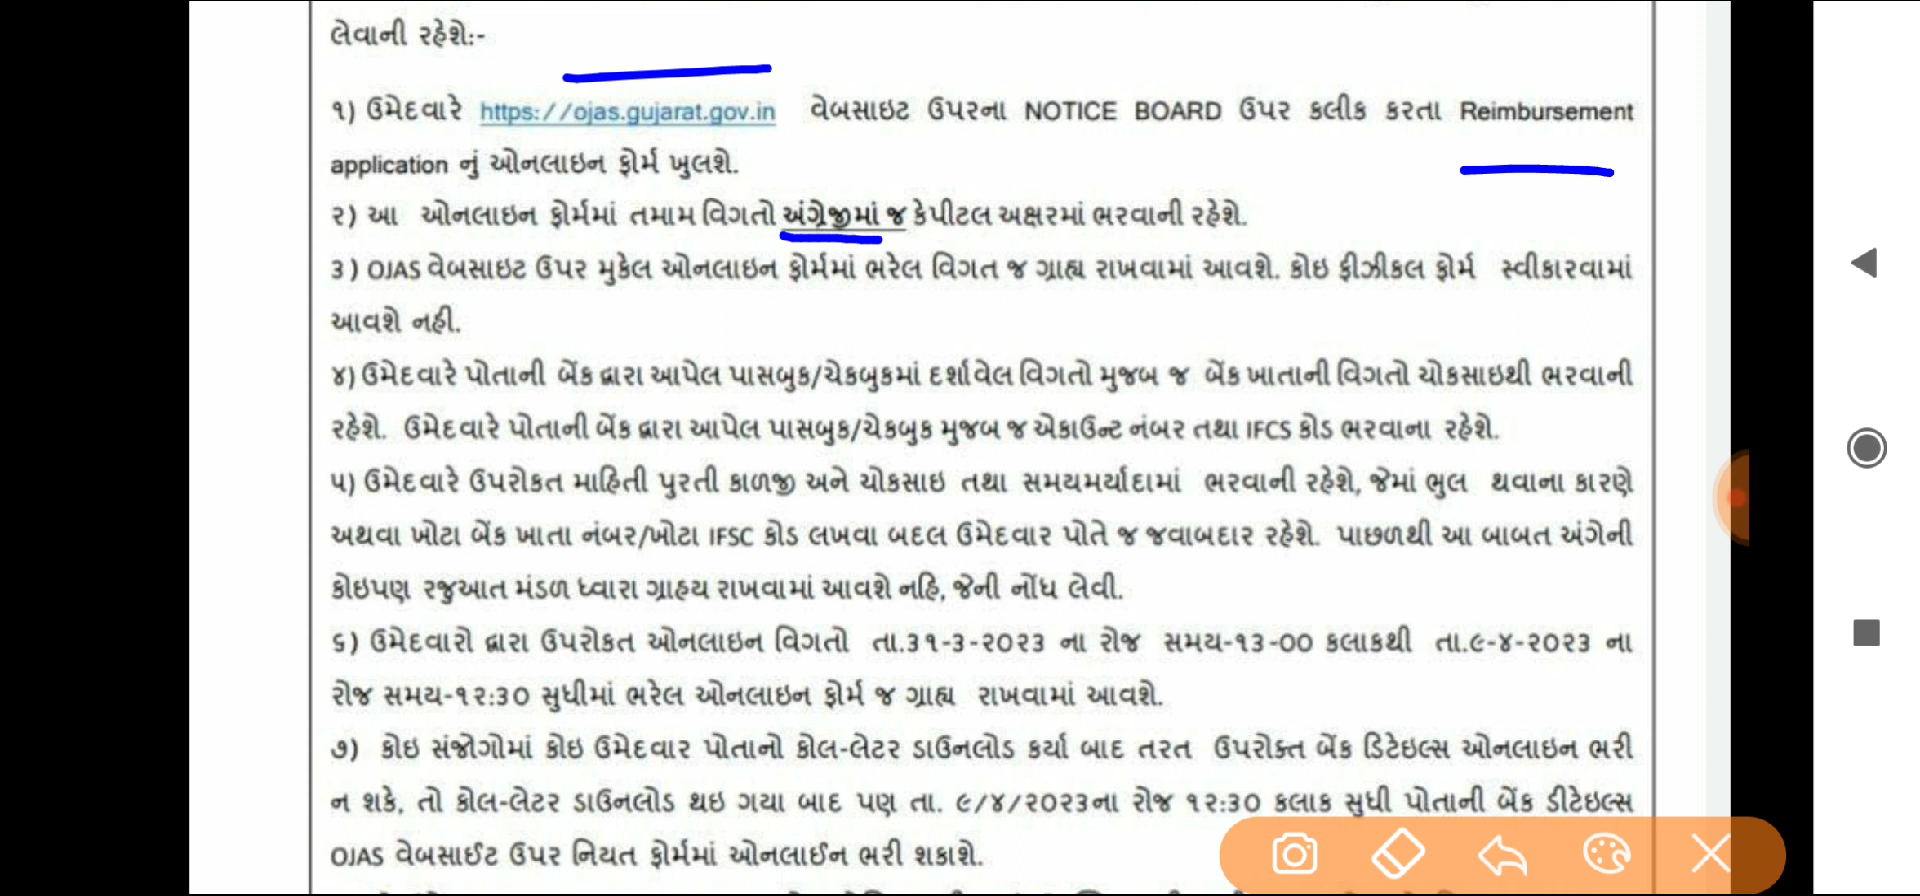 લેવાની રહેશે:-
૧) ઉમેદવારે https://ojas.gujarat.gov.in વેબસાઇટ ઉપરના NOTICE BOARD ઉપર કલીક કરતા Reimbursement
application નું ઓનલાઇન ફોર્મ ખુલશે.
૨) આ ઓનલાઇન ફોર્મમાં તમામ વિગતો અંગ્રેજીમાં જ કેપીટલ અક્ષરમાં ભરવાની રહેશે.
૩) OJAS વેબસાઇટ ઉપર મુકેલ ઓનલાઇન ફોર્મમાં ભરેલ વિગત જ ગ્રાહ્ય રાખવામાં આવશે. કોઇ ફીઝીકલ ફોર્મ સ્વીકારવામાં
આવશે નહી.
૪) ઉમેદવારે પોતાની બેંક દ્વારા આપેલ પાસબુક/ચેકબુકમાં દર્શાવેલ વિગતો મુજબ જ બેંક ખાતાની વિગતો ચોકસાઇથી ભરવાની
રહેશે. ઉમેદવારે પોતાની બેંક દ્વારા આપેલ પાસબુક/ચેકબુક મુજબ જ એકાઉન્ટ નંબર તથા IFCS કોડ ભરવાના રહેશે.
૫) ઉમેદવારે ઉપરોકત માહિતી પુરતી કાળજી અને ચોકસાઇ તથા સમયમર્યાદામાં ભરવાની રહેશે, જેમાં ભુલ થવાના કારણે
અથવા ખોટા બેંક ખાતા નંબર/ખોટા IFSC કોડ લખવા બદલ ઉમેદવાર પોતે જ જવાબદાર રહેશે. પાછળથી આ બાબત અંગેની
કોઇપણ રજુઆત મંડળ ધ્વારા ગ્રાહય રાખવામાં આવશે નહિ, જેની નોંધ લેવી.
૬) ઉમેદવારો દ્વારા ઉપરોકત ઓનલાઇન વિગતો તા.૩૧-૩-૨૦૨૩ ના રોજ સમય-૧૩-૦૦ કલાકથી તા.૯-૪-૨૦૨૩ ના
રોજ સમય-૧૨:૩૦ સુધીમાં ભરેલ ઓનલાઇન ફોર્મ જ ગ્રાહ્ય રાખવામાં આવશે.
૭) કોઇ સંજોગોમાં કોઇ ઉમેદવાર પોતાનો કોલ-લેટર ડાઉનલોડ કર્યા બાદ તરત ઉપરોક્ત બેંક ડિટેઇલ્સ ઓનલાઇન ભરી
ન શકે, તો કોલ-લેટર ડાઉનલોડ થઇ ગયા બાદ પણ તા. ૯/૪/૨૦૨૩ના રોજ ૧૨:૩૦ કલાક સુધી પોતાની બેંક ડીટેઇલ્સ
OJAS વેબસાઈટ ઉપર નિયત ફોર્મમાં ઓનલાઈન ભરી શકાશે.